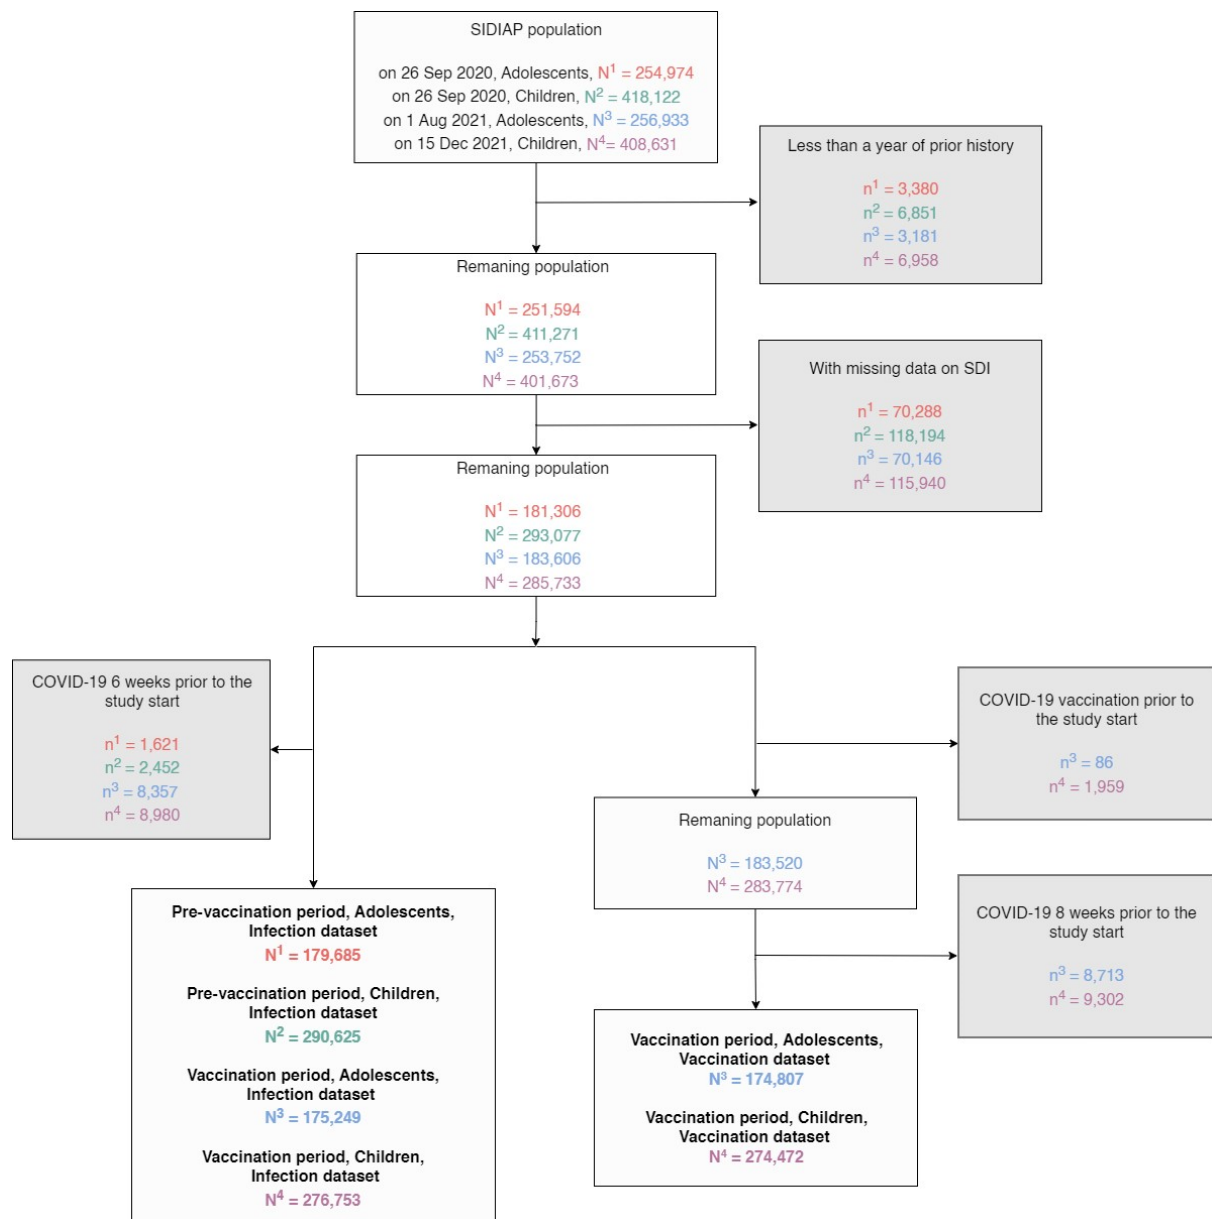 SIDIAP population
on 26 Sep 2020, Adolescents, N¹ = 254,974
on 26 Sep 2020, Children, N² = 418,122
on 1 Aug 2021, Adolescents, N³ = 256,933
on 15 Dec 2021, Children, N⁴= 408,631
Less than a year of prior history
n¹ = 3,380
n² = 6,851
n³ = 3,181
n⁴ = 6,958
Remaning population
N¹ = 251,594
N² = 411,271
N³ = 253,752
N⁴ = 401,673
With missing data on SDI
n¹ = 70,288
n² = 118,194
n³ = 70,146
n⁴ = 115,940
Remaning population
N¹ = 181,306
N² = 293,077
N³ = 183,606
N⁴ = 285,733
COVID-19 6 weeks prior to the
study start
n¹ = 1,621
n² = 2,452
n³ = 8,357
n⁴ = 8,980
COVID-19 vaccination prior to
the study start
n³ = 86
n⁴ = 1,959
Remaning population
N³ = 183,520
N⁴ = 283,774
COVID-19 8 weeks prior to the
study start
n³ = 8,713
n⁴ = 9,302
Pre-vaccination period, Adolescents,
Infection dataset
N¹ = 179,685
Pre-vaccination period, Children,
Infection dataset
N² = 290,625
Vaccination period, Adolescents,
Infection dataset
N³ = 175,249
Vaccination period, Children,
Infection dataset
N⁴ = 276,753
Vaccination period, Adolescents,
Vaccination dataset
N³ = 174,807
Vaccination period, Children,
Vaccination dataset
N⁴ = 274,472